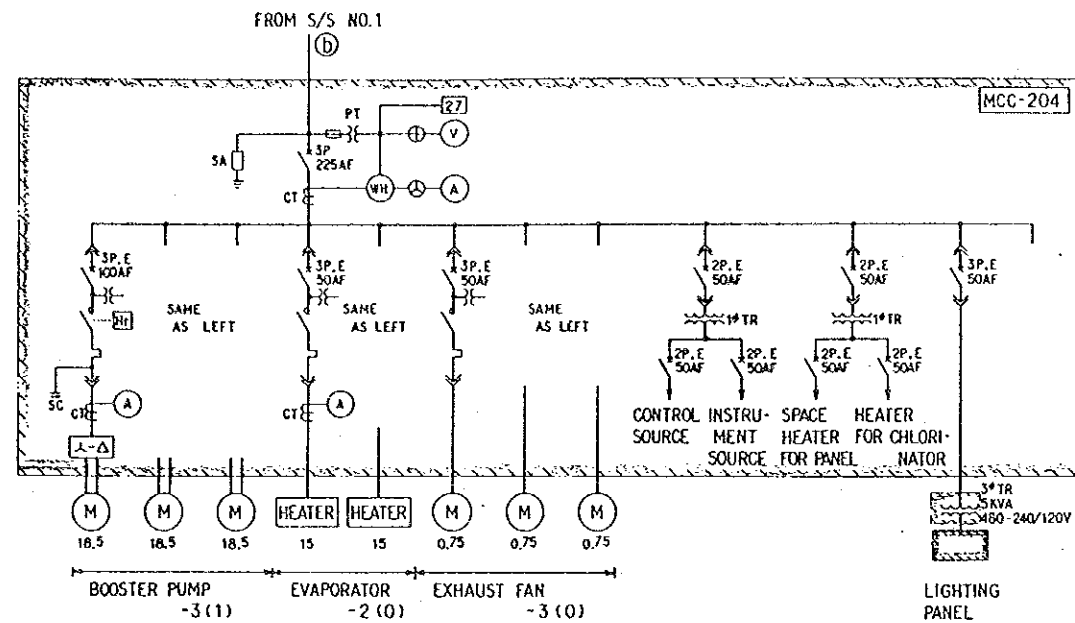 FROM S/S NO.1
b
MCC-204
27
PT
V
3P
225AF
SA
WH
A
CT
3P.E
100AF
3P.E
50AF
3P.E
50AF
2P.E
50AF
2P.E
50AF
3P.E
50AF
SAME
AS LEFT
SAME
AS LEFT
SAME
AS LEFT
1φTR
1φTR
2P.E
50AF
2P.E
50AF
2P.E
50AF
2P.E
50AF
SC
CT
A
CT
A
CONTROL
SOURCE
INSTRU-
MENT
SOURCE
SPACE
HEATER
FOR PANEL
HEATER
FOR CHLORI-
NATOR
人-Δ
M
M
M
HEATER
HEATER
M
M
M
18.5
18.5
18.5
15
15
0.75
0.75
0.75
3φTR
5KVA
460-240/120V
BOOSTER PUMP
-3(1)
EVAPORATOR
-2(0)
EXHAUST FAN
-3(0)
LIGHTING
PANEL